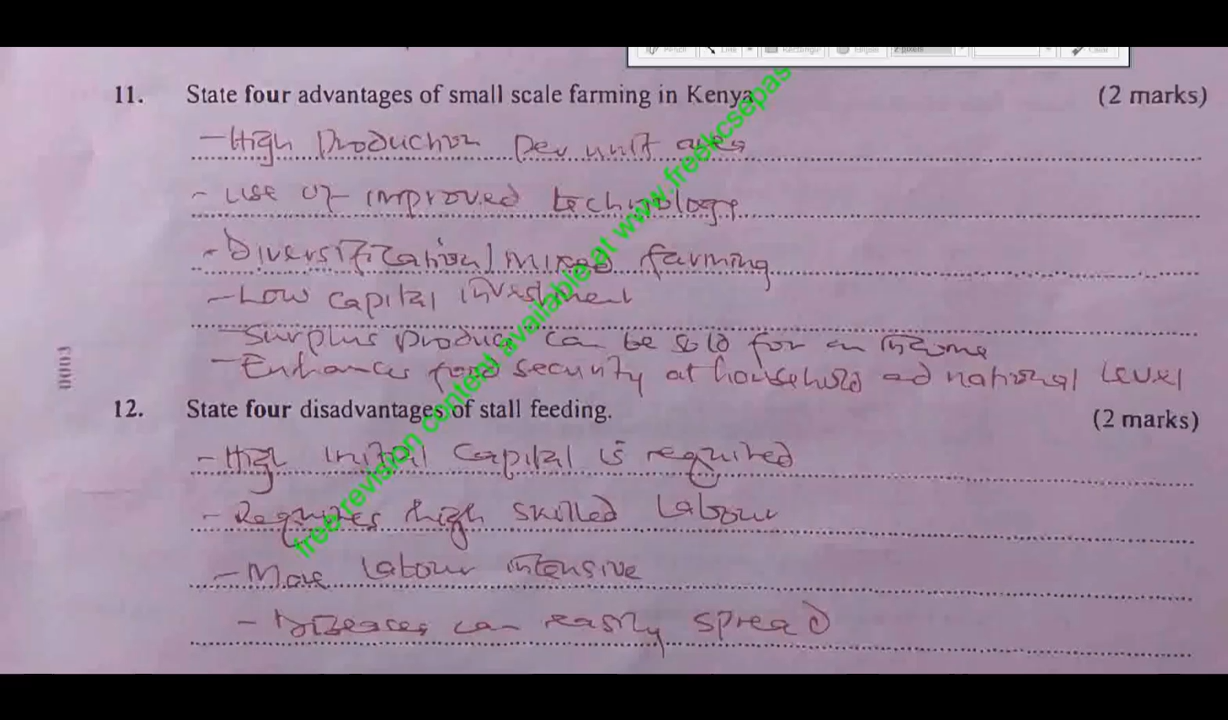 11. State four advantages of small scale farming in Kenya (2 marks)
- High Production per unit area
- use of improved technology
- Diversification/mixed farming
- Low capital investment
- Surplus produce can be sold for an income
- Enhances food security at household and national level
0003
12. State four disadvantages of stall feeding. (2 marks)
- High initial capital is required
- Requires high skilled labour
- More labour intensive
- Diseases can easily spread
free revision content available at www.freekcsepas